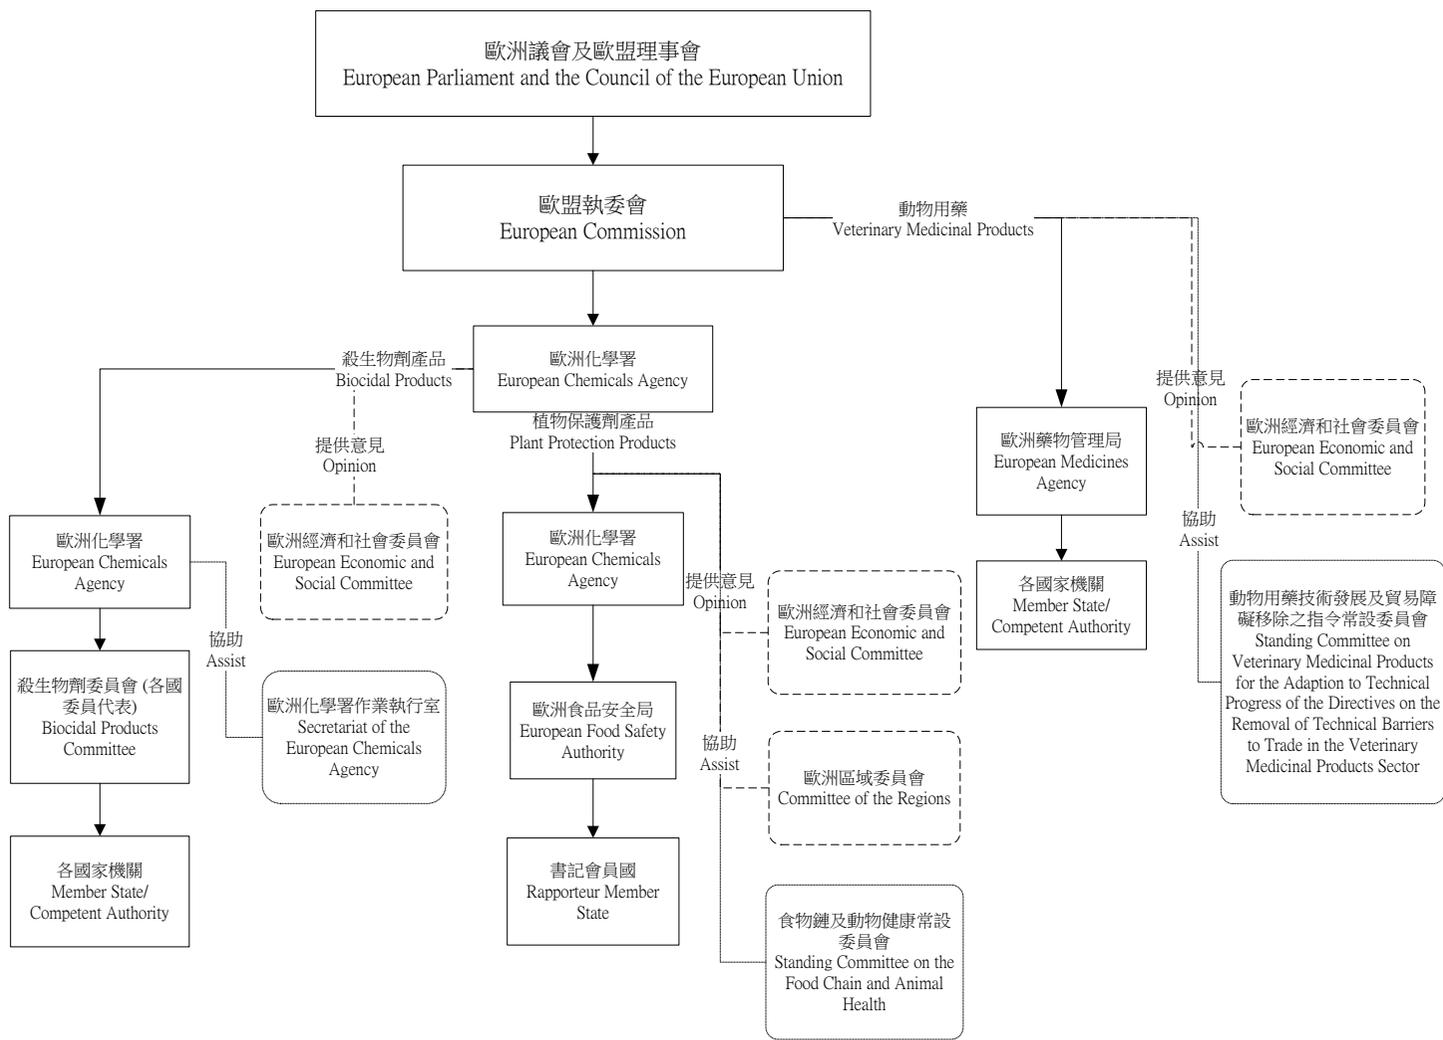 歐洲議會及歐盟理事會
European Parliament and the Council of the European Union
歐盟執委會
European Commission
動物用藥
Veterinary Medicinal Products
歐洲化學署
European Chemicals Agency
殺生物劑產品
Biocidal Products
提供意見
Opinion
植物保護劑產品
Plant Protection Products
歐洲化學署
European Chemicals
Agency
歐洲經濟和社會委員會
European Economic and
Social Committee
協助
Assist
殺生物劑委員會 (各國
委員代表)
Biocidal Products
Committee
歐洲化學署作業執行室
Secretariat of the
European Chemicals
Agency
各國家機關
Member State/
Competent Authority
歐洲化學署
European Chemicals
Agency
提供意見
Opinion
歐洲經濟和社會委員會
European Economic and
Social Committee
歐洲食品安全局
European Food Safety
Authority
協助
Assist
歐洲區域委員會
Committee of the Regions
書記會員國
Rapporteur Member
State
食物鏈及動物健康常設
委員會
Standing Committee on the
Food Chain and Animal
Health
歐洲藥物管理局
European Medicines
Agency
提供意見
Opinion
歐洲經濟和社會委員會
European Economic and
Social Committee
協助
Assist
各國家機關
Member State/
Competent Authority
動物用藥技術發展及貿易障
礙移除之指令常設委員會
Standing Committee on
Veterinary Medicinal Products
for the Adaption to Technical
Progress of the Directives on the
Removal of Technical Barriers
to Trade in the Veterinary
Medicinal Products Sector